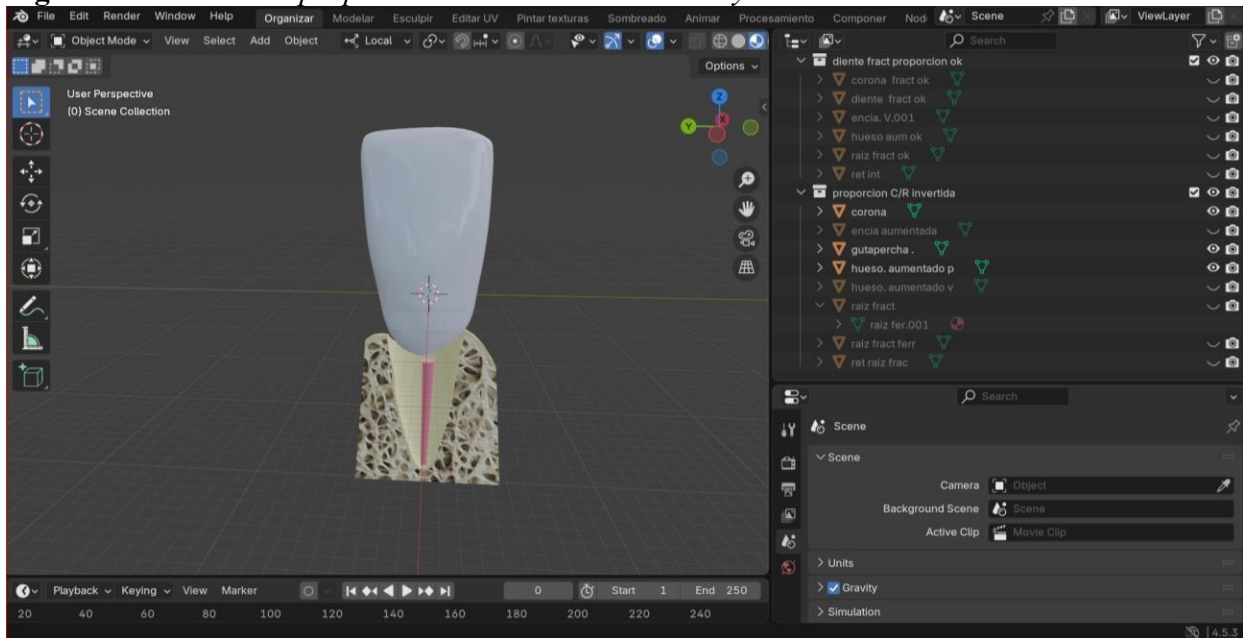 File Edit Render Window Help Organizar Modelar Esculpir Editar UV Pintar texturas Sombreado Animar Procesamiento Componer Nod Scene ViewLayer
Object Mode View Select Add Object Local Search
Options
User Perspective
(0) Scene Collection
Z
Y
X
diente fract proporcion ok
corona fract ok
diente fract ok
encia. V.001
hueso aum ok
raiz fract ok
ret int
proporcion C/R invertida
corona
encia aumentada
gutapercha .
hueso. aumentado p
hueso. aumentado v
raiz fract
raiz fer.001
raiz fract ferr
ret raiz frac
Search
Scene
Scene
Camera Object
Background Scene Scene
Active Clip Movie Clip
Units
Gravity
Simulation
Playback Keying View Marker 0 Start 1 End 250
20 40 60 80 100 120 140 160 180 200 220 240
4.5.3